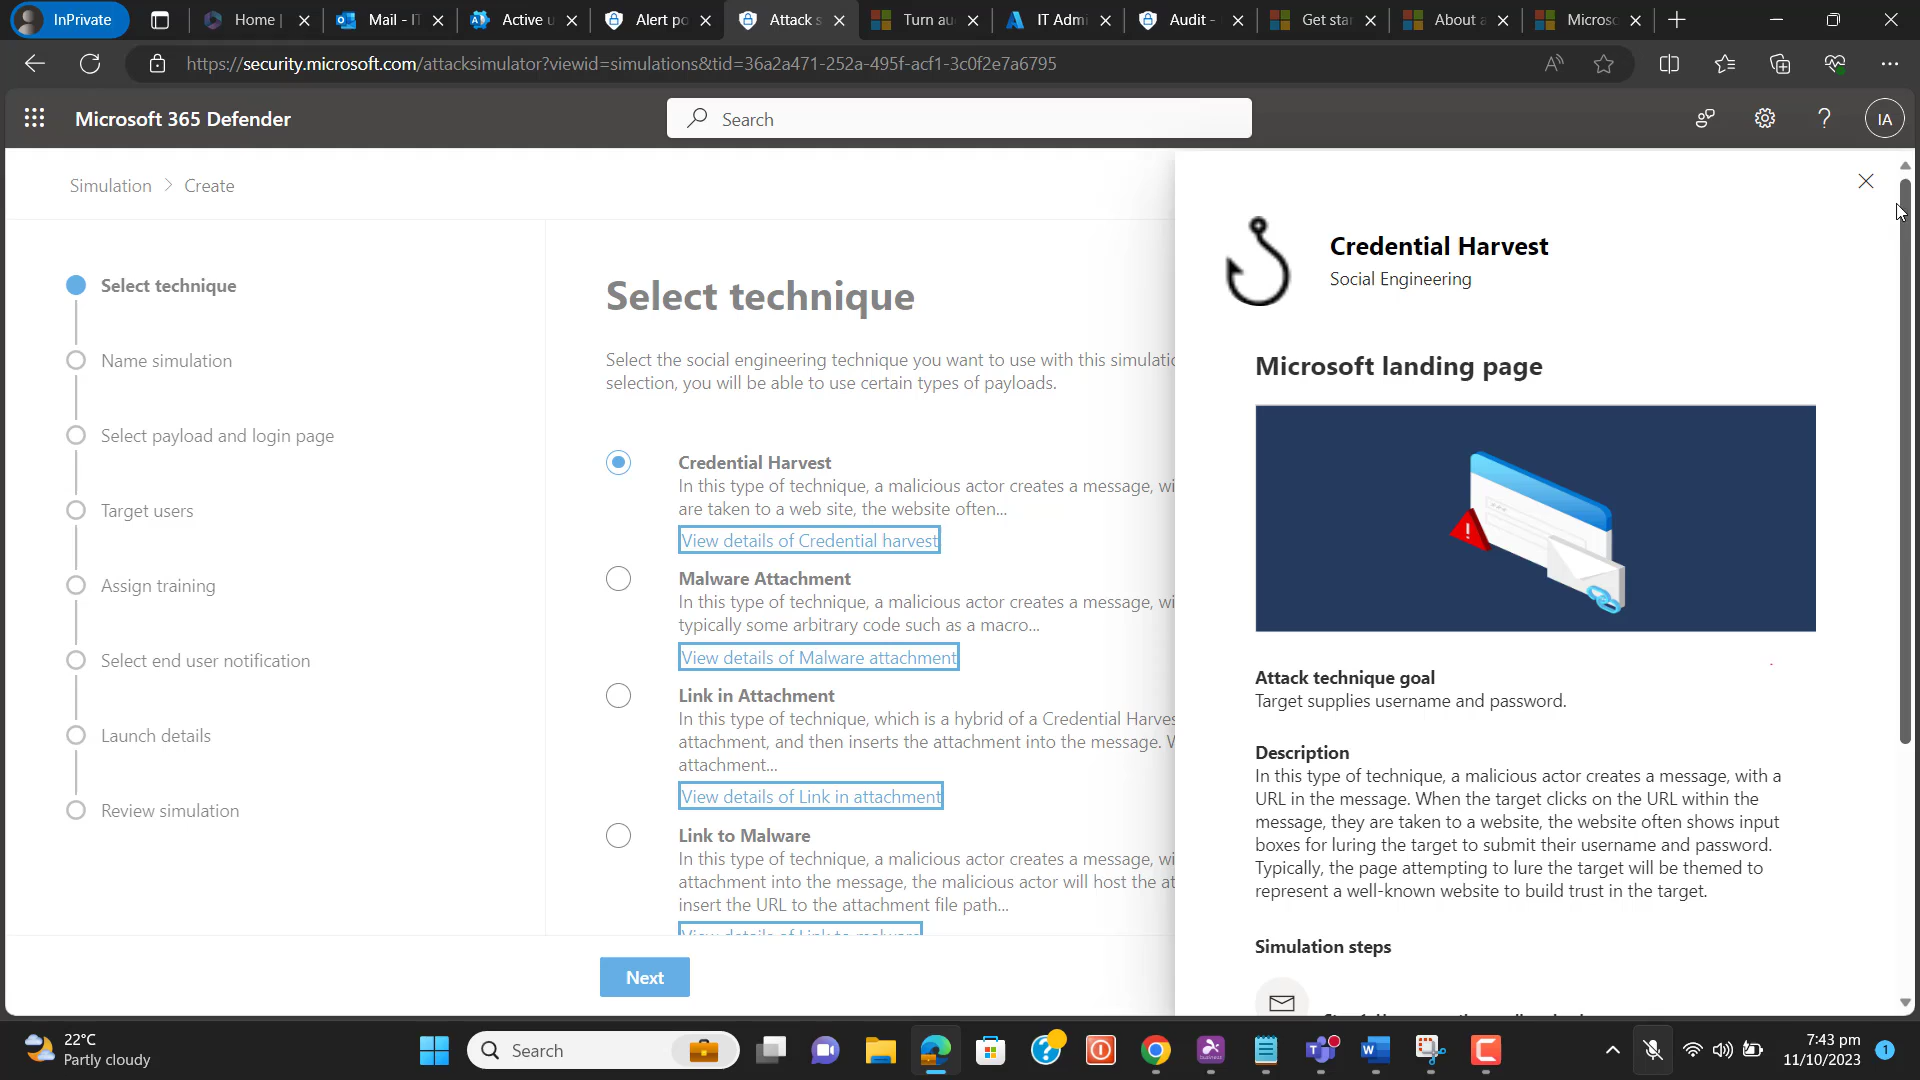 InPrivate
Home |
Mail - IT
Active u
Alert po
Attack s
Turn au
IT Admi
Audit -
Get star
About a
Microso
https://security.microsoft.com/attacksimulator?viewid=simulations&tid=36a2a471-252a-495f-acf1-3c0f2e7a6795
Microsoft 365 Defender
Search
IA
Simulation > Create
Select technique
Name simulation
Select payload and login page
Target users
Assign training
Select end user notification
Launch details
Review simulation
Select technique
Select the social engineering technique you want to use with this
selection, you will be able to use certain types of payloads.
Credential Harvest
In this type of technique, a malicious actor creates a message,
are taken to a web site, the website often...
View details of Credential harvest
Malware Attachment
In this type of technique, a malicious actor creates a message,
typically some arbitrary code such as a macro...
View details of Malware attachment
Link in Attachment
In this type of technique, which is a hybrid of a Credential
attachment, and then inserts the attachment into the message.
attachment...
View details of Link in attachment
Link to Malware
In this type of technique, a malicious actor creates a message,
attachment into the message, the malicious actor will host the
insert the URL to the attachment file path...
View details of Link to malware
Next
Credential Harvest
Social Engineering
Microsoft landing page
Attack technique goal
Target supplies username and password.
Description
In this type of technique, a malicious actor creates a message, with a
URL in the message. When the target clicks on the URL within the
message, they are taken to a website, the website often shows input
boxes for luring the target to submit their username and password.
Typically, the page attempting to lure the target will be themed to
represent a well-known website to build trust in the target.
Simulation steps
22°C
Partly cloudy
Search
7:43 pm
11/10/2023
1